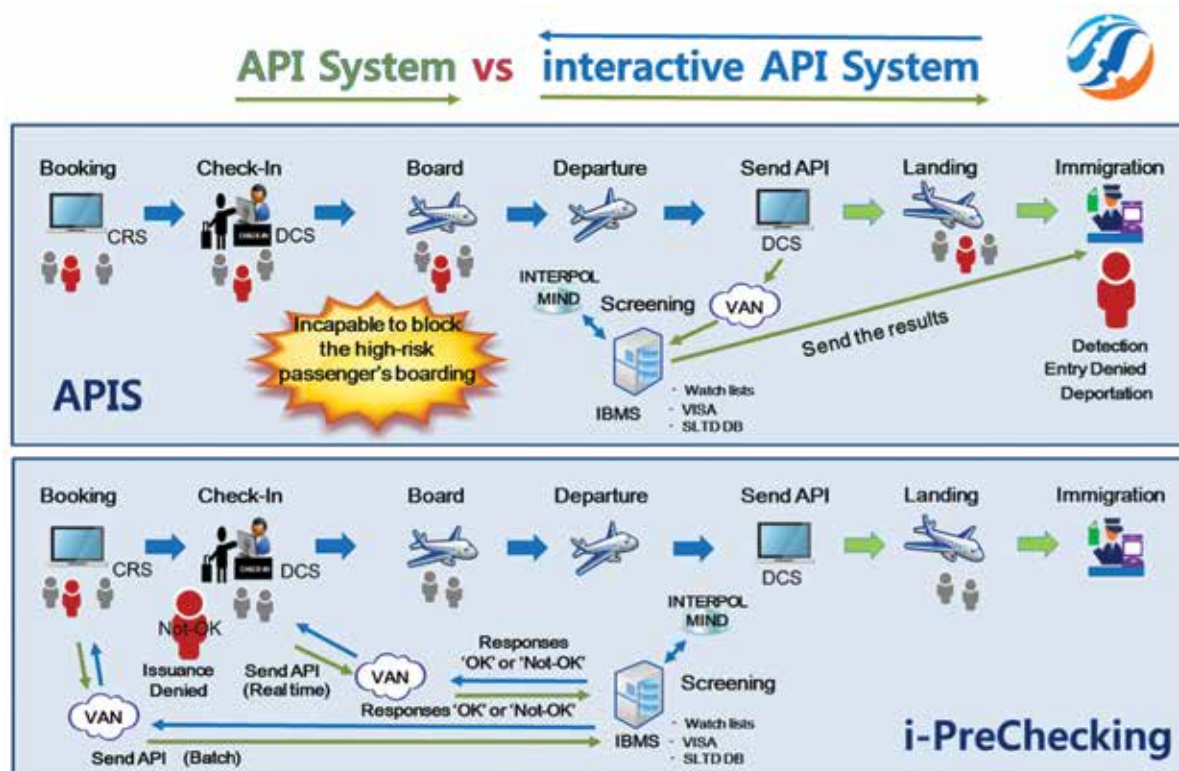 API System vs interactive API System
Booking
Check-In
Board
Departure
Send API
Landing
Immigration
CRS
CHECK-IN
DCS
DCS
INTERPOL
MIND
Screening
VAN
Incapable to block
the high-risk
passenger's boarding
Send the results
Detection
Entry Denied
Deportation
APIS
IBMS
· Watch lists
· VISA
· SLTD DB
Booking
Check-In
Board
Departure
Send API
Landing
Immigration
CRS
CHECK-IN
DCS
DCS
INTERPOL
MIND
Not-OK
Issuance
Denied
Send API
(Real time)
VAN
Responses
'OK' or 'Not-OK'
Responses 'OK' or 'Not-OK'
Screening
VAN
IBMS
· Watch lists
· VISA
· SLTD DB
Send API (Batch)
i-PreChecking